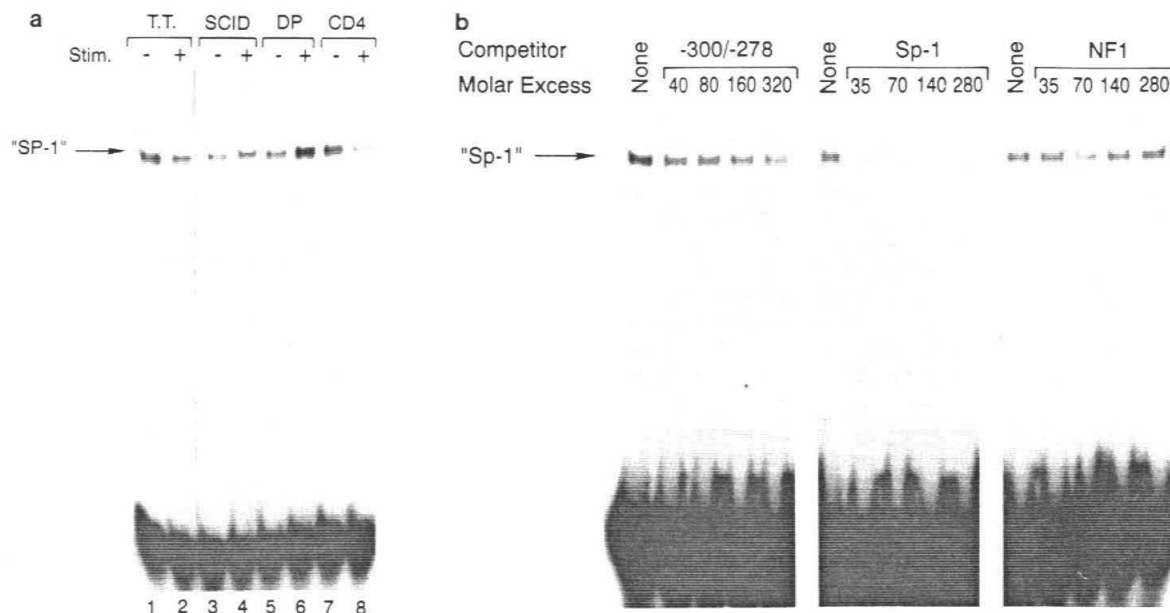 a
T.T. SCID DP CD4
Stim. - + - + - + - +
"SP-1"
1 2 3 4 5 6 7 8
b
Competitor None -300/-278 None Sp-1 None NF1
Molar Excess 40 80 160 320 35 70 140 280 35 70 140 280
"Sp-1"